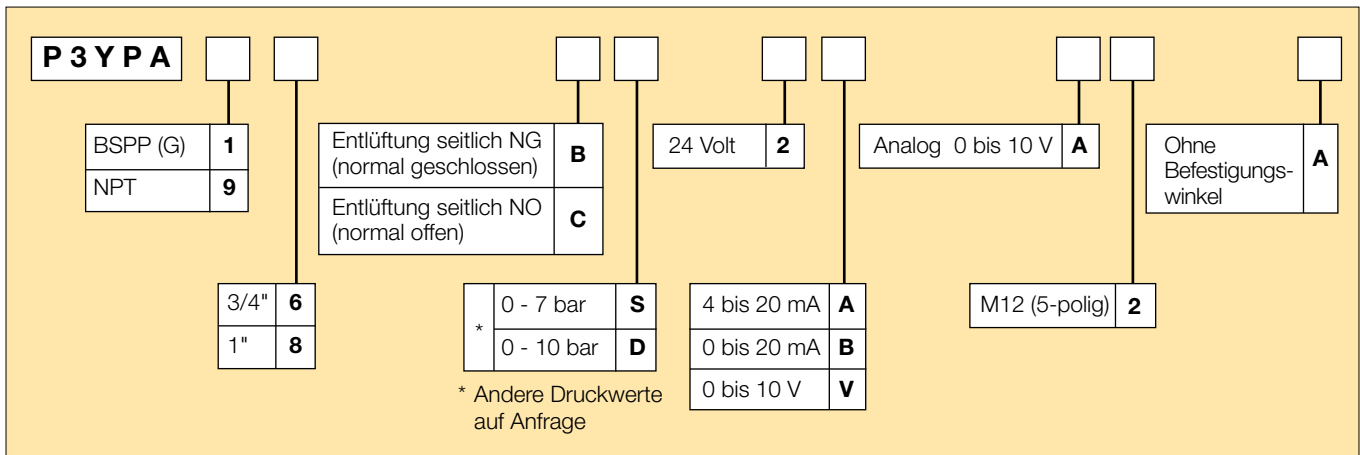 P3YPA
BSPP (G) 1
NPT 9
3/4" 6
1" 8
Entlüftung seitlich NG
(normal geschlossen) B
Entlüftung seitlich NO
(normal offen) C
* 0 - 7 bar S
0 - 10 bar D
* Andere Druckwerte
auf Anfrage
24 Volt 2
4 bis 20 mA A
0 bis 20 mA B
0 bis 10 V V
Analog 0 bis 10 V A
M12 (5-polig) 2
Ohne
Befestigungs- A
winkel